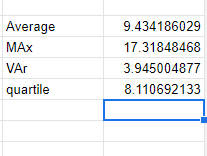 Average 9.434186029
MAx 17.31848468
VAr 3.945004877
quartile 8.110692133